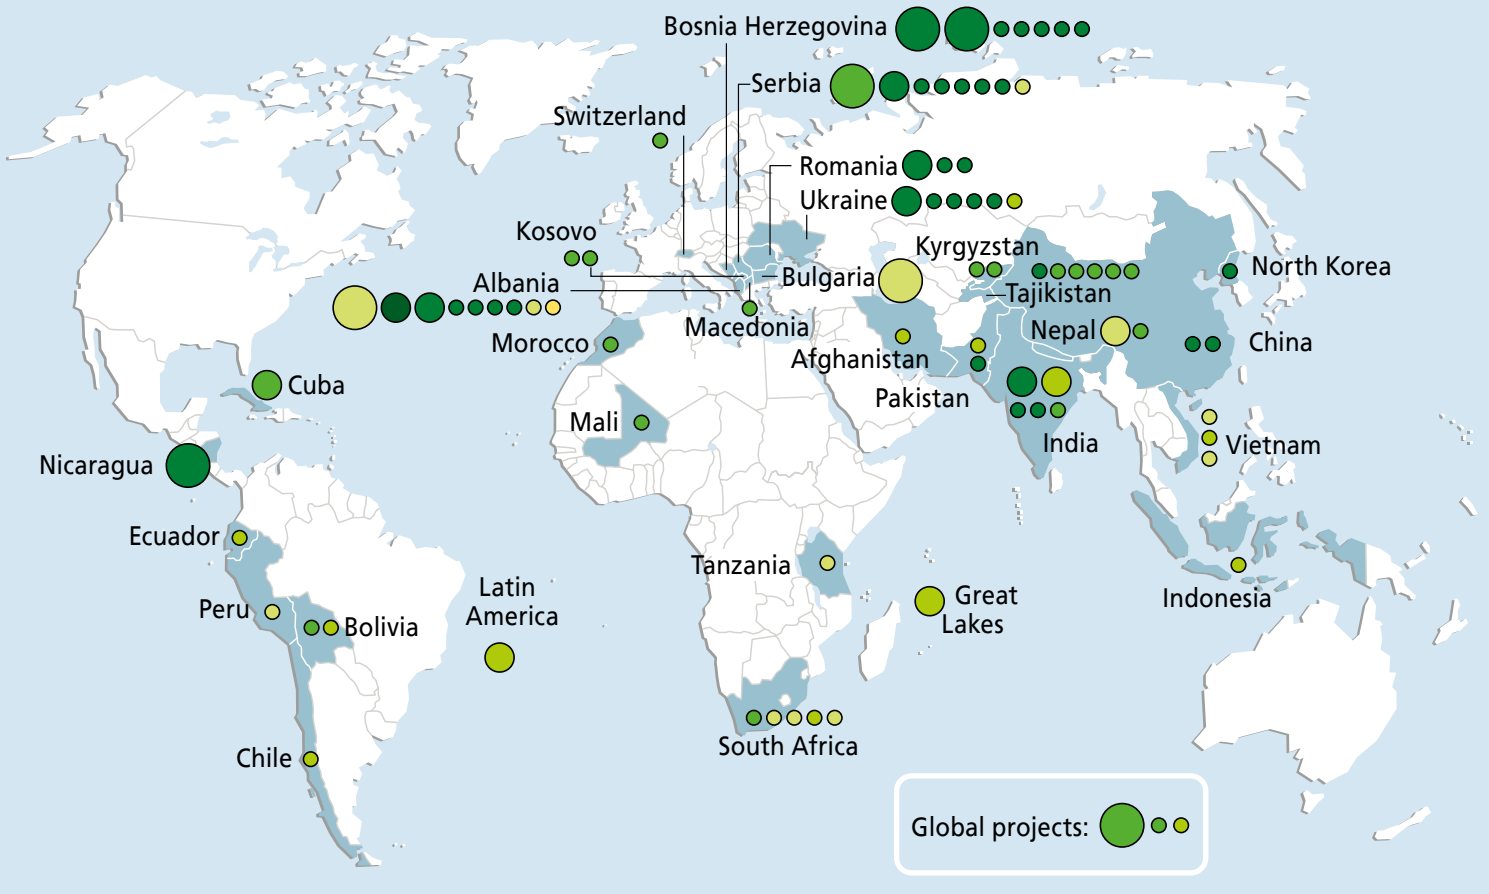 Bosnia Herzegovina
Serbia
Switzerland
Romania
Ukraine
Kosovo
Kyrgyzstan
North Korea
Albania
Bulgaria
Tajikistan
Macedonia
Nepal
Morocco
Afghanistan
China
Cuba
Pakistan
Mali
India
Vietnam
Nicaragua
Ecuador
Tanzania
Latin
America
Great
Lakes
Indonesia
Peru
Bolivia
South Africa
Chile
Global projects: